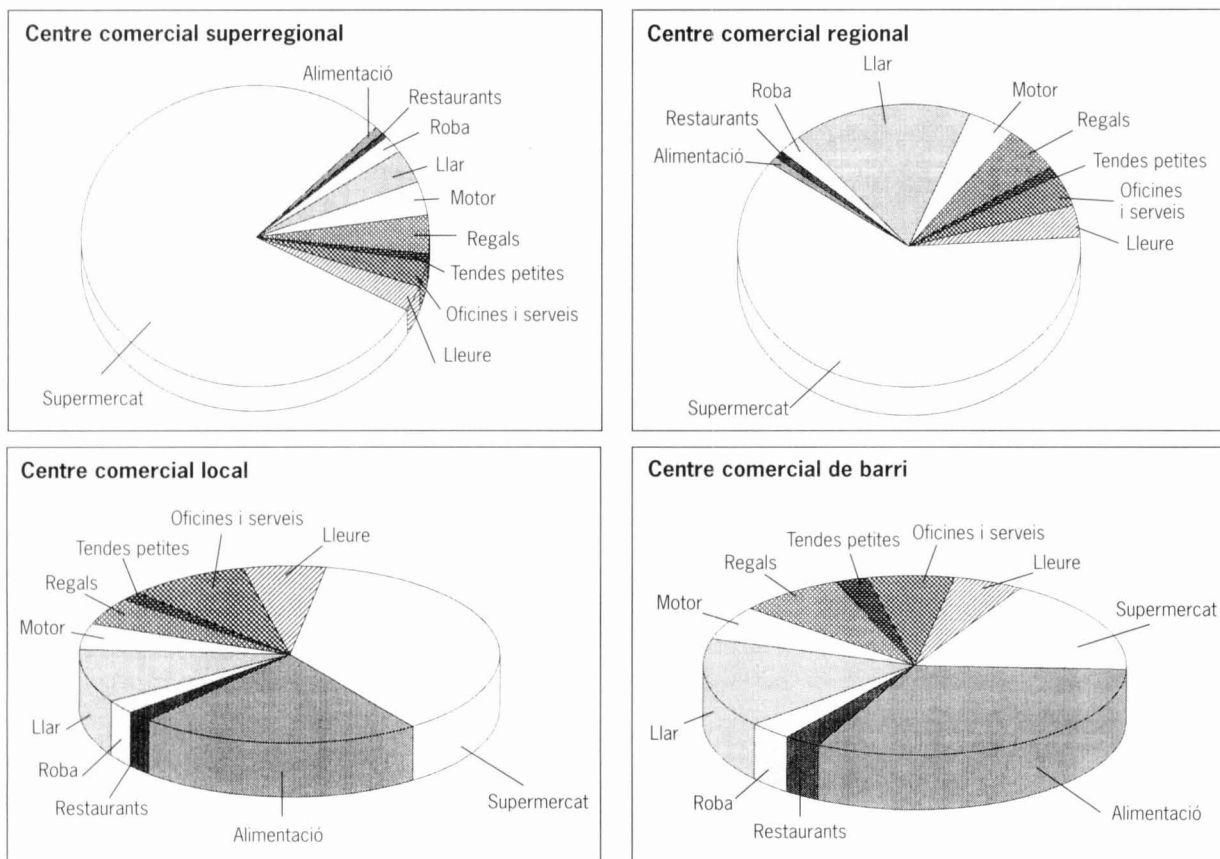 Centre comercial superregional
Alimentació
Restaurants
Roba
Llar
Motor
Regals
Tendes petites
Oficines i serveis
Lleure
Supermercat
Centre comercial regional
Llar
Motor
Roba
Regals
Restaurants
Tendes petites
Alimentació
Oficines
i serveis
Lleure
Supermercat
Centre comercial local
Oficines i serveis
Lleure
Tendes petites
Regals
Motor
Llar
Roba
Restaurants
Alimentació
Supermercat
Centre comercial de barri
Oficines i serveis
Tendes petites
Lleure
Regals
Motor
Supermercat
Llar
Roba
Restaurants
Alimentació